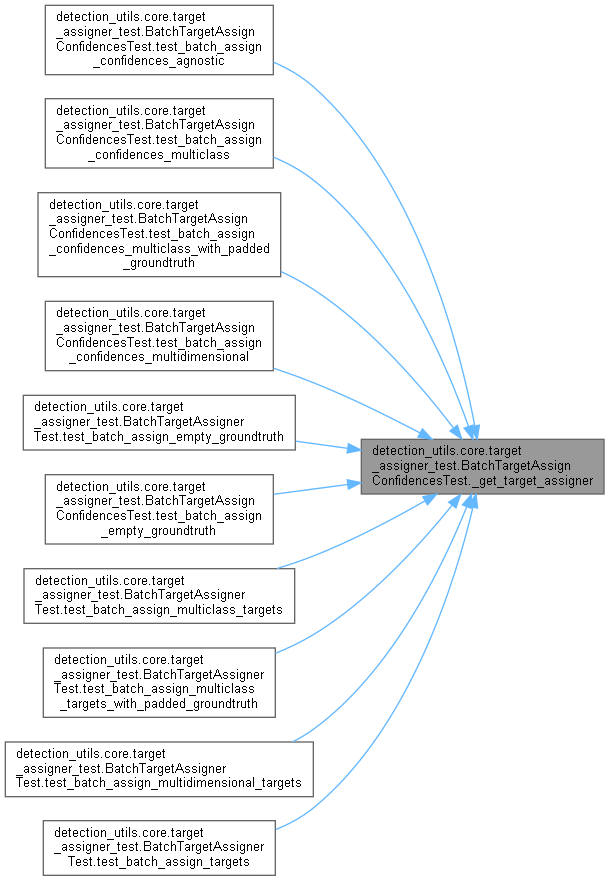 detection_utils.core.target
_assigner_test.BatchTargetAssign
ConfidencesTest.test_batch_assign
_confidences_agnostic
detection_utils.core.target
_assigner_test.BatchTargetAssign
ConfidencesTest.test_batch_assign
_confidences_multiclass
detection_utils.core.target
_assigner_test.BatchTargetAssign
ConfidencesTest.test_batch_assign
_confidences_multiclass_with_padded
_groundtruth
detection_utils.core.target
_assigner_test.BatchTargetAssign
ConfidencesTest.test_batch_assign
_confidences_multidimensional
detection_utils.core.target
_assigner_test.BatchTargetAssigner
Test.test_batch_assign_empty_groundtruth
detection_utils.core.target
_assigner_test.BatchTargetAssign
ConfidencesTest._get_target_assigner
detection_utils.core.target
_assigner_test.BatchTargetAssign
ConfidencesTest.test_batch_assign
_empty_groundtruth
detection_utils.core.target
_assigner_test.BatchTargetAssigner
Test.test_batch_assign_multiclass_targets
detection_utils.core.target
_assigner_test.BatchTargetAssigner
Test.test_batch_assign_multiclass
_targets_with_padded_groundtruth
detection_utils.core.target
_assigner_test.BatchTargetAssigner
Test.test_batch_assign_multidimensional_targets
detection_utils.core.target
_assigner_test.BatchTargetAssigner
Test.test_batch_assign_targets